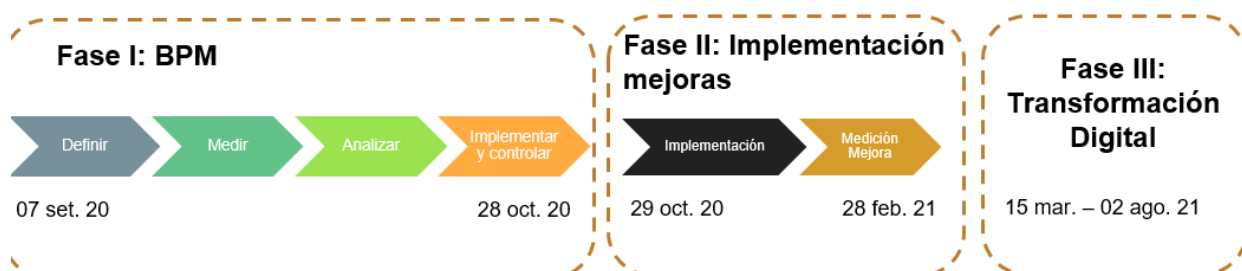 Fase I: BPM
Definir
Medir
Analizar
Implementar
y controlar
07 set. 20
28 oct. 20
Fase II: Implementación
mejoras
Implementación
Medición
Mejora
29 oct. 20
28 feb. 21
Fase III:
Transformación
Digital
15 mar. – 02 ago. 21